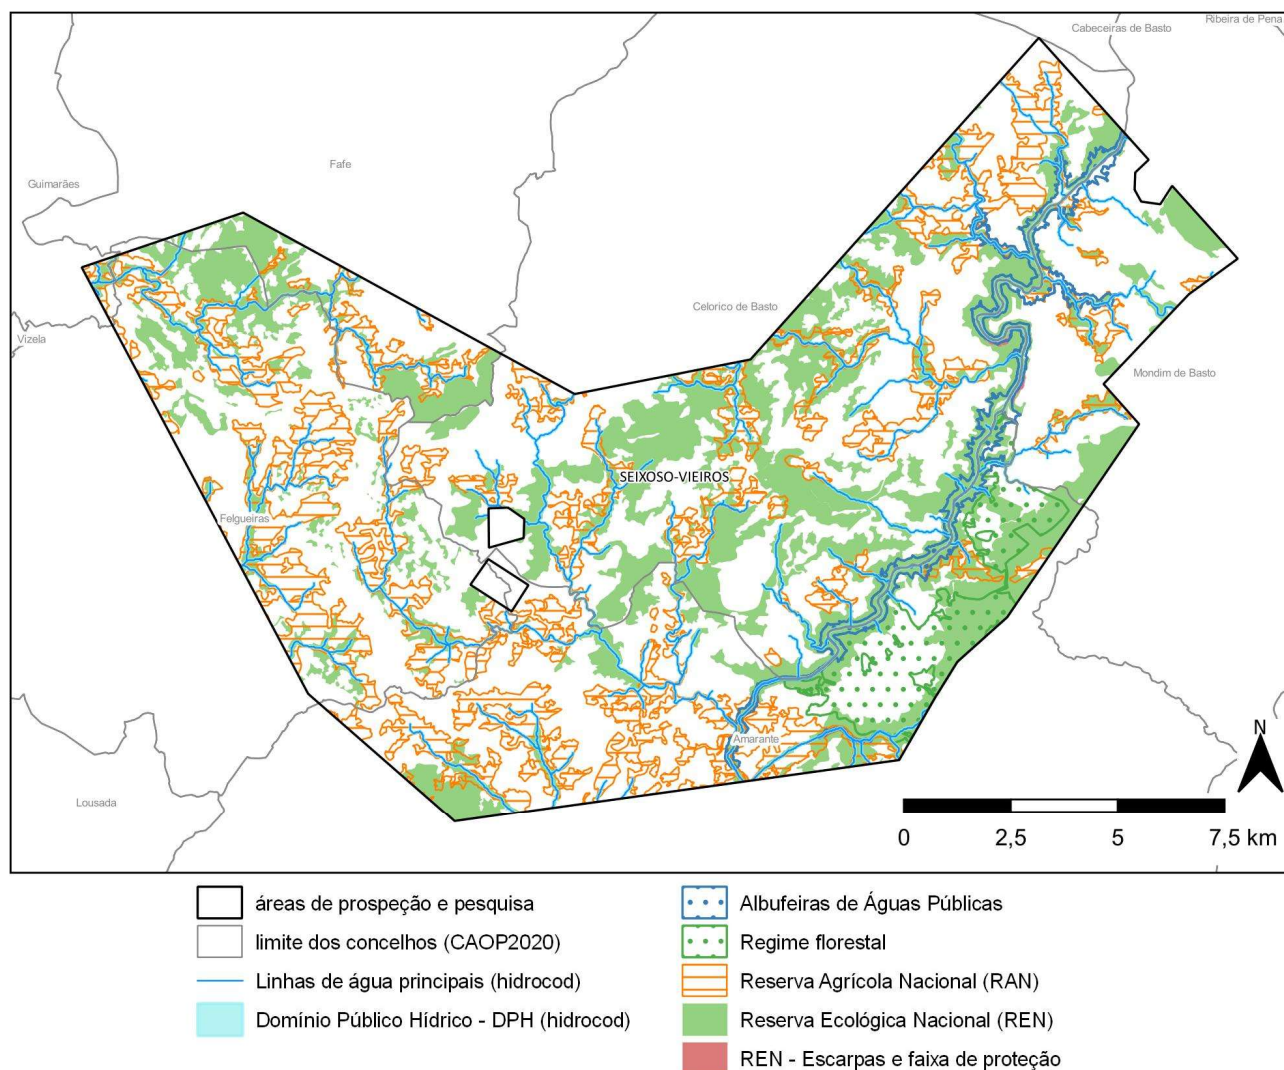 Ribeira de Pena
Cabeceiras de Basto
Fafe
Guimarães
Celorico de Basto
Vizela
Mondim de Basto
SEIXOSO-VIEIROS
Felgueiras
Amarante
N
Lousada
0 2,5 5 7,5 km
áreas de prospeção e pesquisa
limite dos concelhos (CAOP2020)
Linhas de água principais (hidrocod)
Domínio Público Hídrico - DPH (hidrocod)
Albufeiras de Águas Públicas
Regime florestal
Reserva Agrícola Nacional (RAN)
Reserva Ecológica Nacional (REN)
REN - Escarpas e faixa de proteção